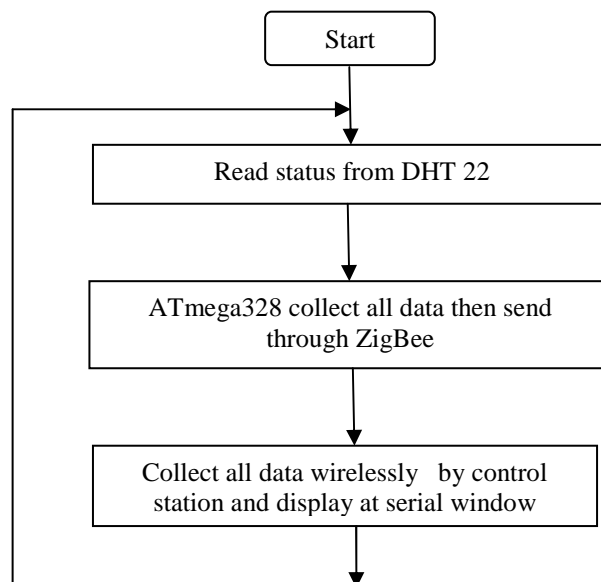 Start
Read status from DHT 22
ATmega328 collect all data then send
through ZigBee
Collect all data wirelessly   by control
station and display at serial window